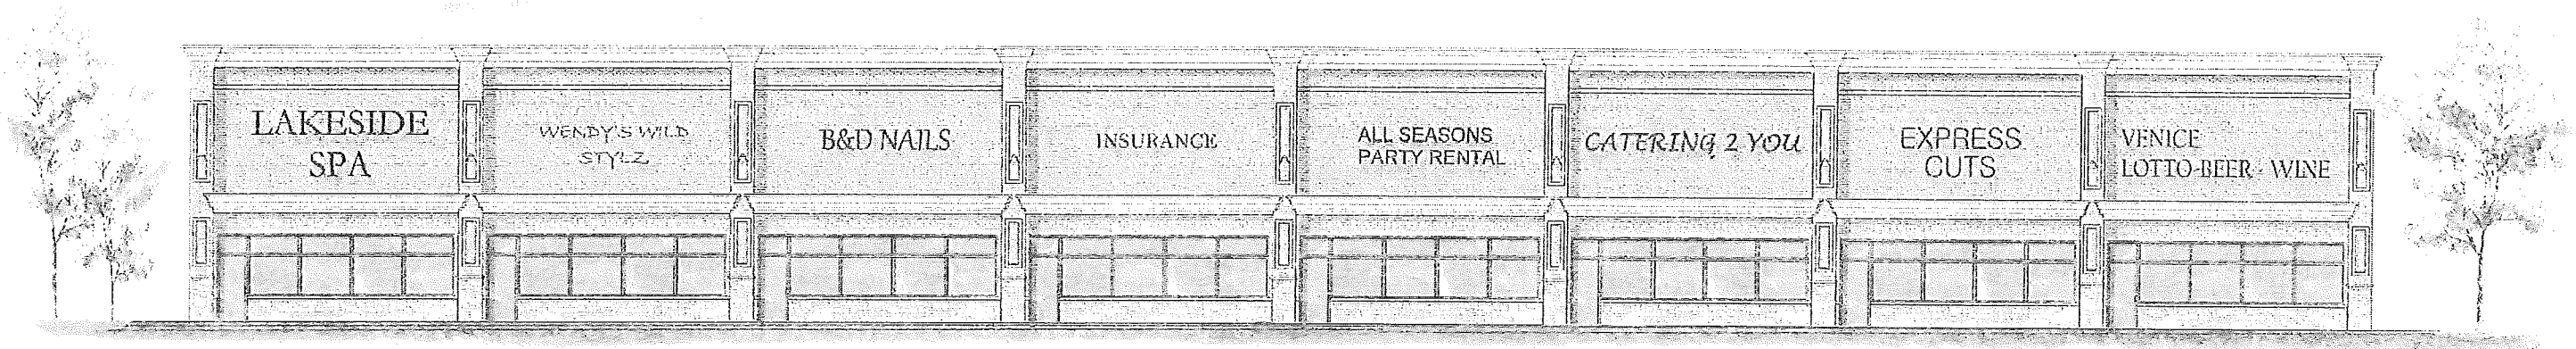 LAKESIDE
SPA
WENDY'S WILD
STYLZ
B&D NAILS
INSURANCE
ALL SEASONS
PARTY RENTAL
CATERING 2 YOU
EXPRESS
CUTS
VENICE
LOTTO-BEER - WINE